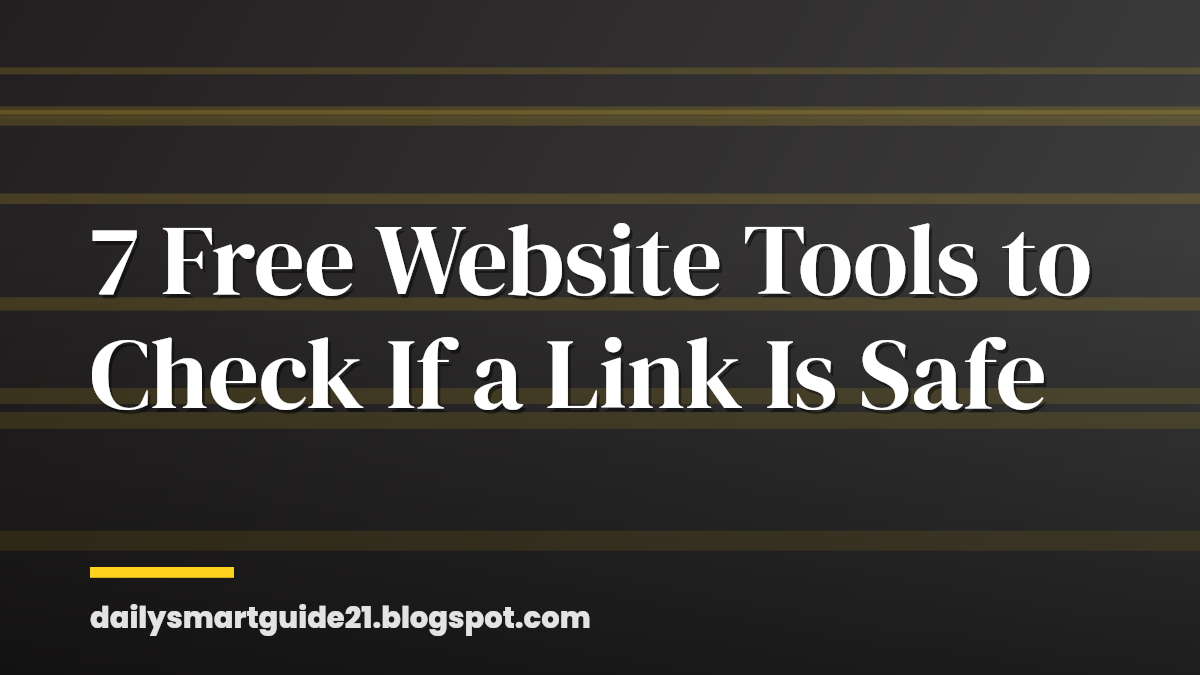 7 Free Website Tools to
Check If a Link Is Safe
dailysmartguide21.blogspot.com